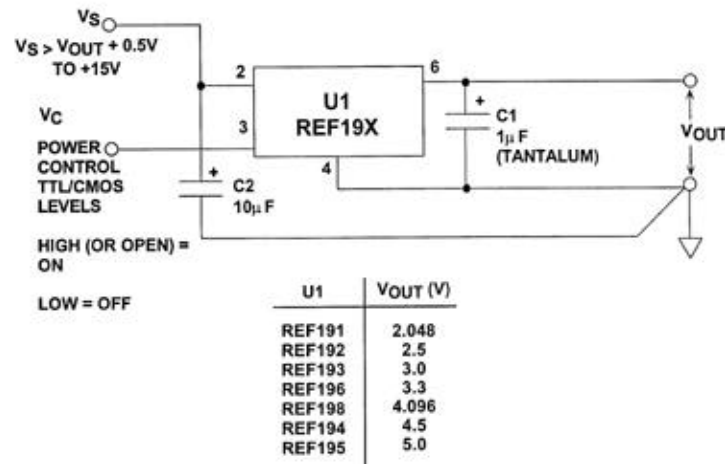 VS
VS > VOUT + 0.5V
TO +15V
VC
POWER
CONTROL
TTL/CMOS
LEVELS
HIGH (OR OPEN) =
ON
LOW = OFF
2
3
4
6
U1
REF19X
+
C2
10μF
+
C1
1μF
(TANTALUM)
VOUT
U1 VOUT (V)
REF191 2.048
REF192 2.5
REF193 3.0
REF196 3.3
REF198 4.096
REF194 4.5
REF195 5.0